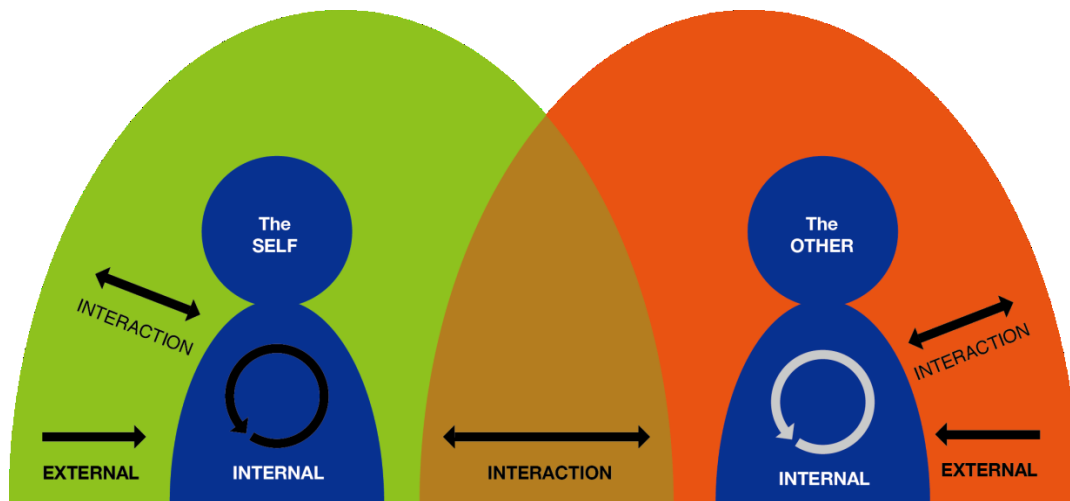 The
SELF
The
OTHER
INTERACTION
INTERACTION
EXTERNAL
INTERNAL
INTERACTION
INTERNAL
EXTERNAL